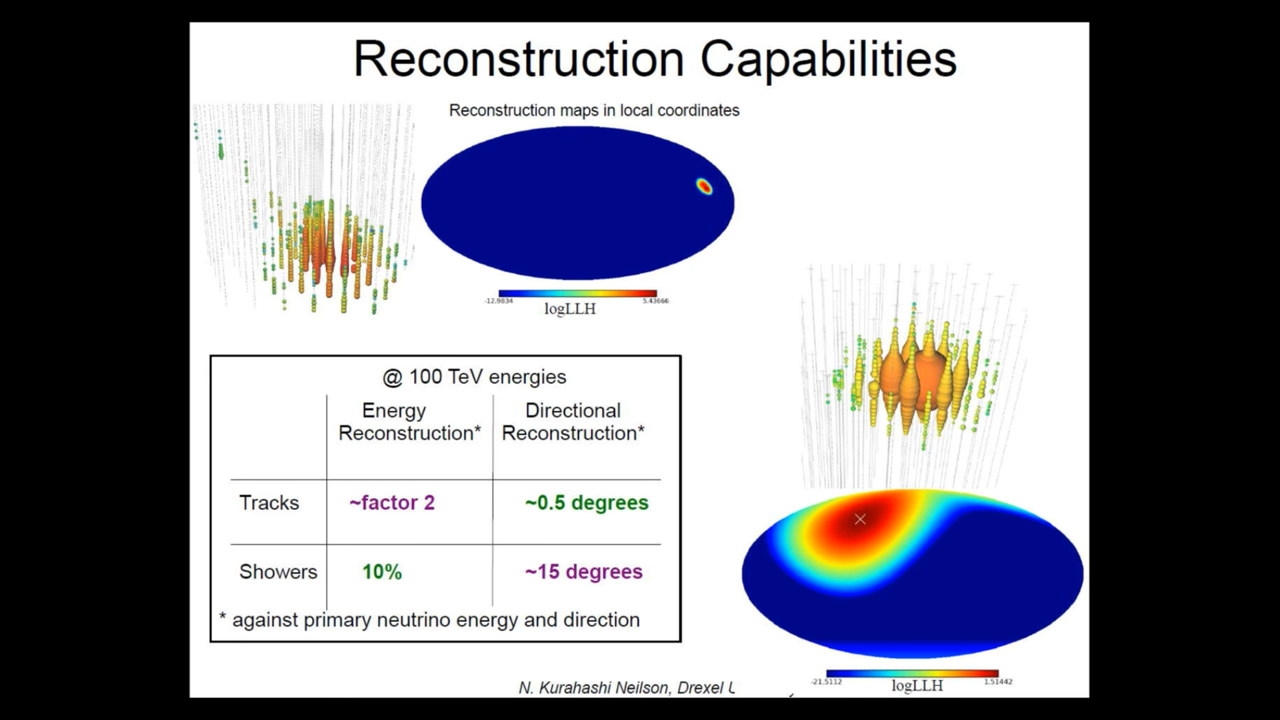 Reconstruction Capabilities
Reconstruction maps in local coordinates
-12.9834
5.43666
logLLH
@ 100 TeV energies
Energy Reconstruction*
Directional Reconstruction*
Tracks
~factor 2
~0.5 degrees
Showers
10%
~15 degrees
* against primary neutrino energy and direction
-21.5112
1.51442
logLLH
N. Kurahashi Neilson, Drexel